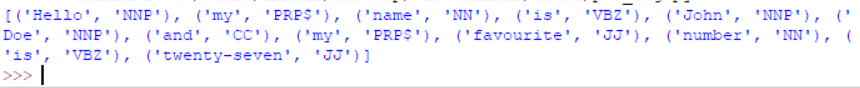 [('Hello', 'NNP'), ('my', 'PRP$'), ('name', 'NN'), ('is', 'VBZ'), ('John', 'NNP'), ('
Doe', 'NNP'), ('and', 'CC'), ('my', 'PRP$'), ('favourite', 'JJ'), ('number', 'NN'), (
'is', 'VBZ'), ('twenty-seven', 'JJ')]
>>>